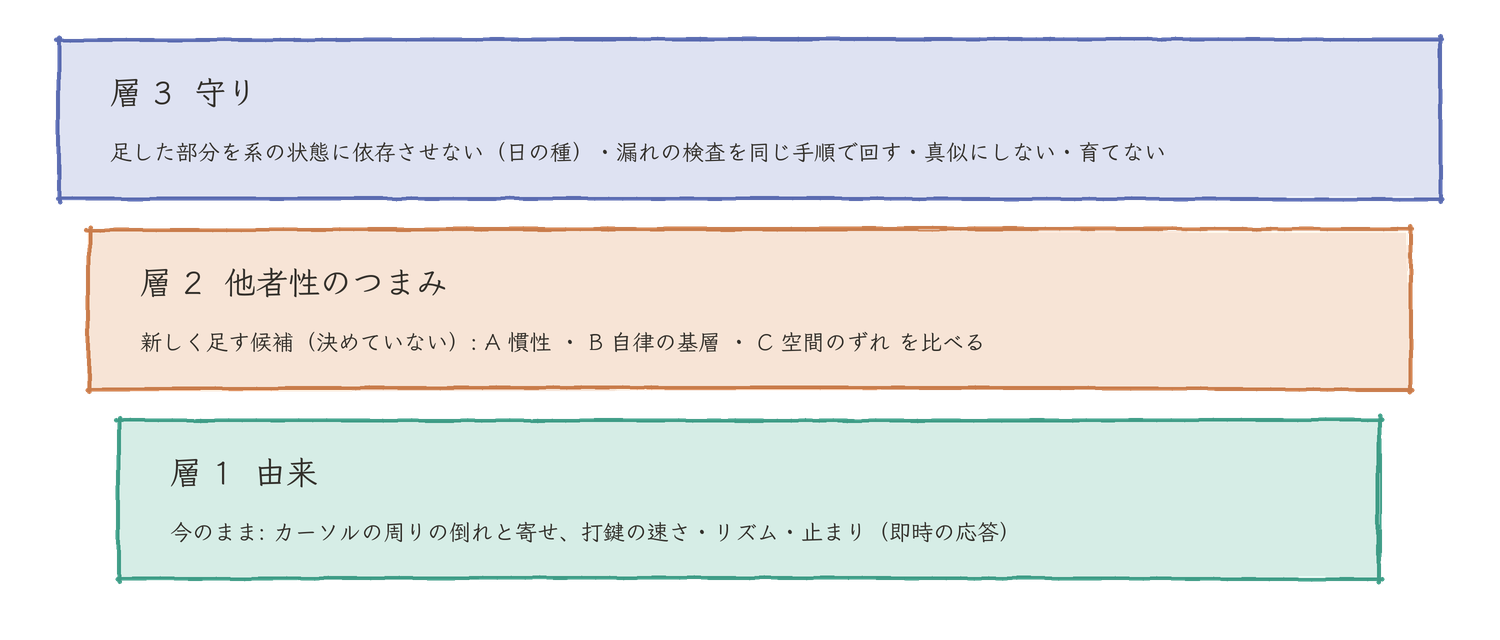 層 3 守り
足した部分を系の状態に依存させない（日の種）・漏れの検査を同じ手順で回す・真似にしない・育てない
層 2 他者性のつまみ
新しく足す候補（決めていない）: A 慣性 ・ B 自律の基層 ・ C 空間のずれ を比べる
層 1 由来
今のまま: カーソルの周りの倒れと寄せ、打鍵の速さ・リズム・止まり（即時の応答）